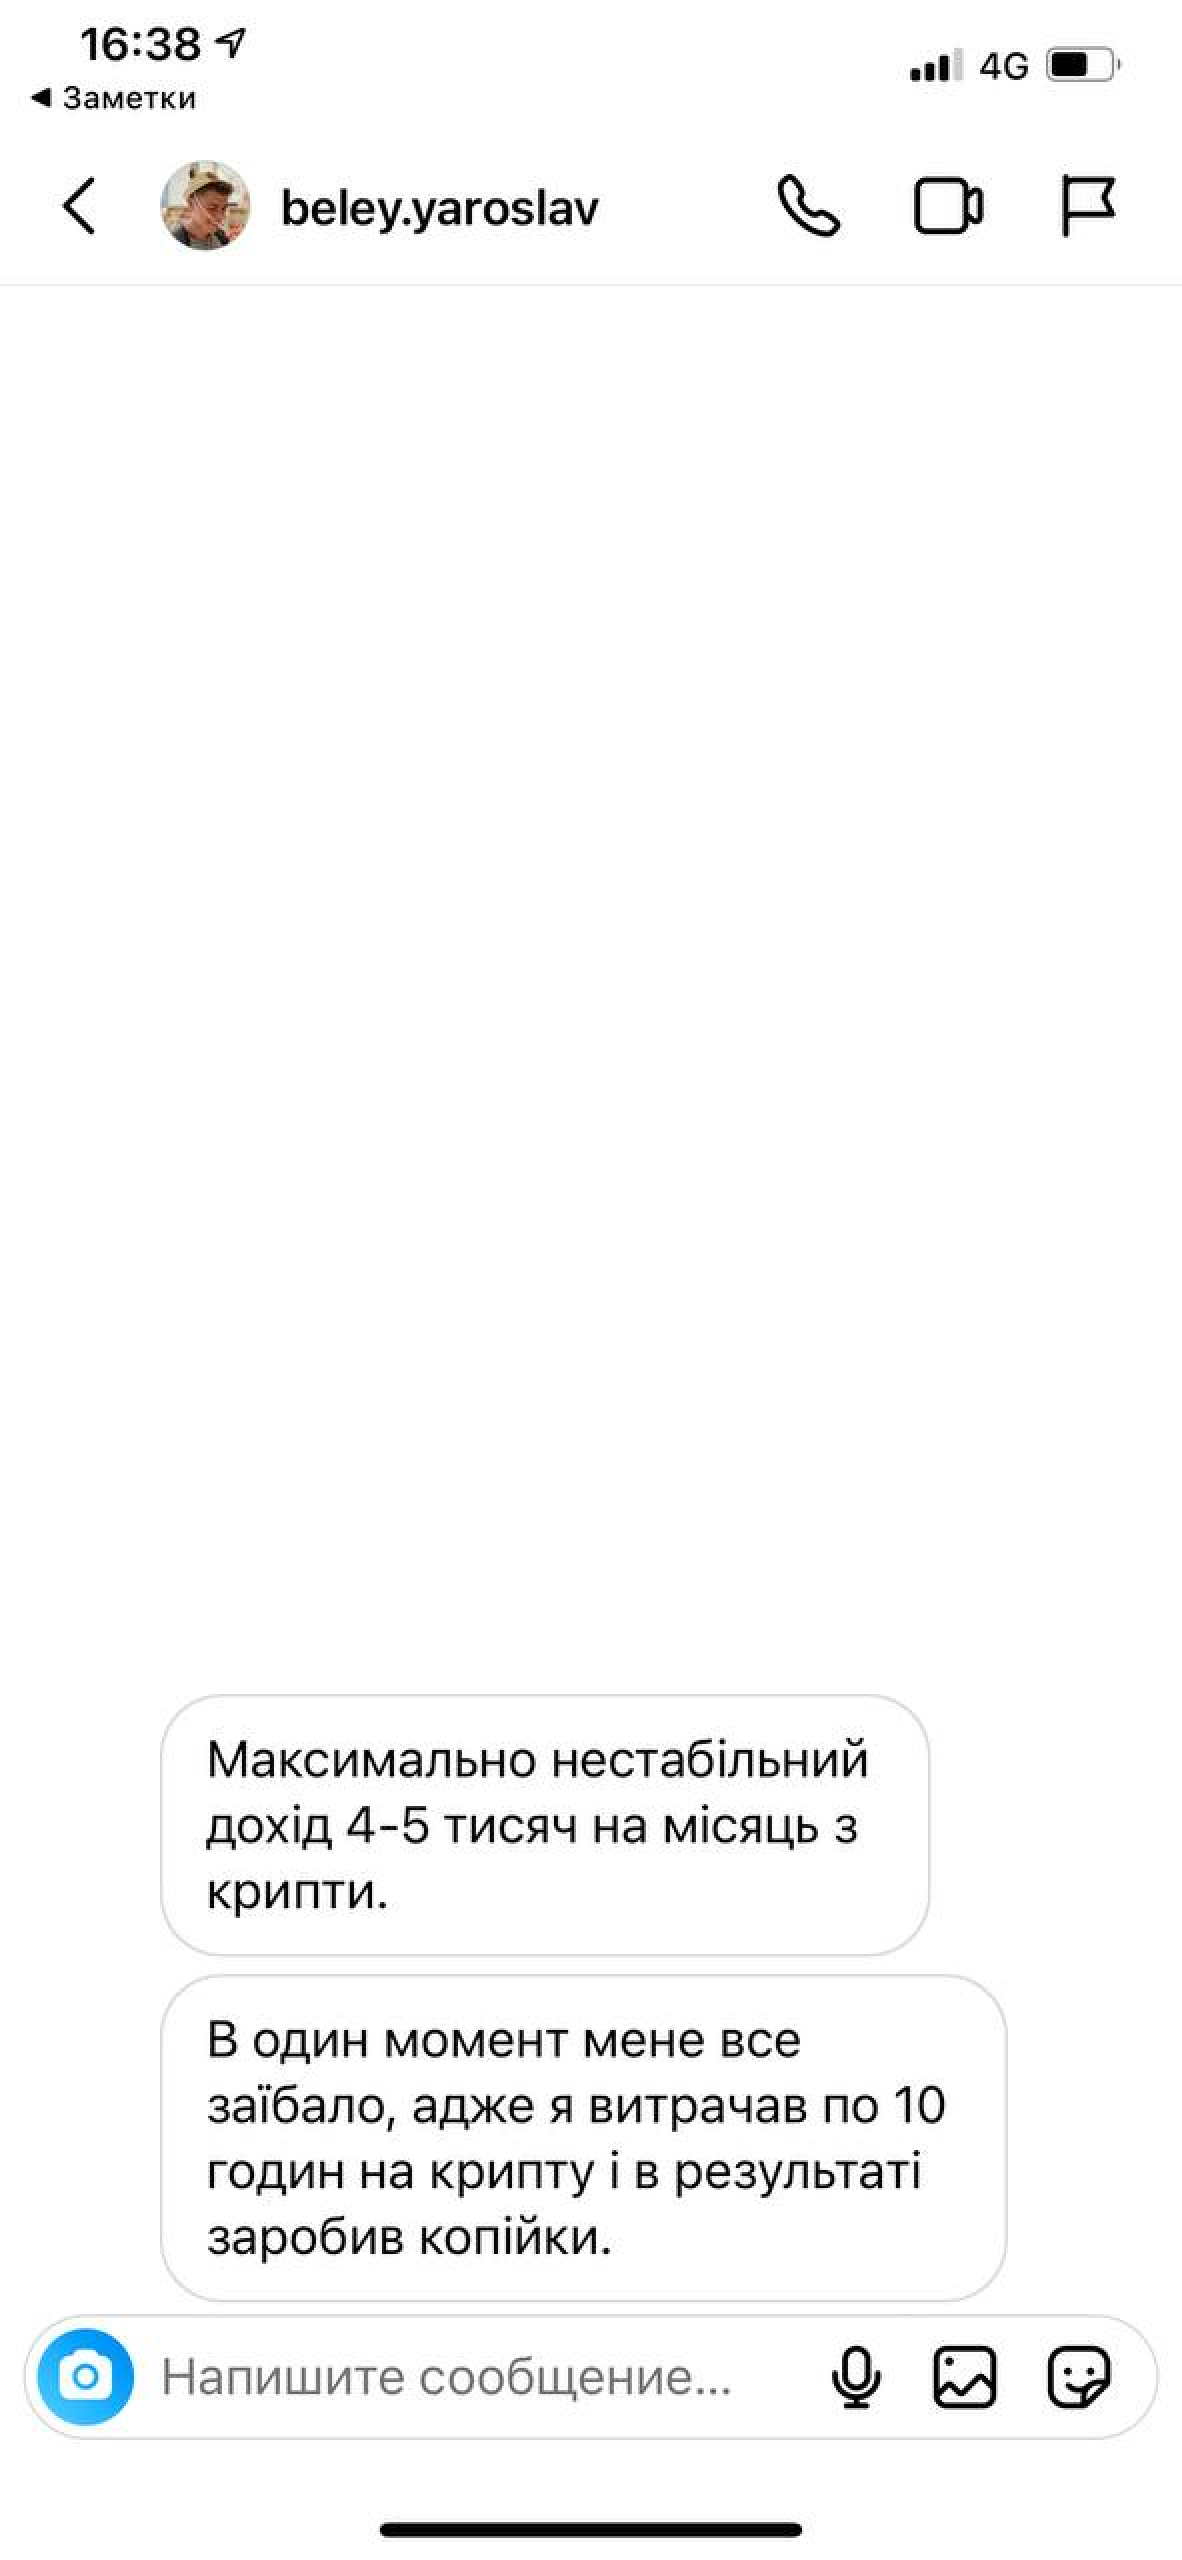 16:38
4G
◀ Заметки
beley.yaroslav
Максимально нестабільний
дохід 4-5 тисяч на місяць з
крипти.
В один момент мене все
заїбало, адже я витрачав по 10
годин на крипту і в результаті
заробив копійки.
Напишите сообщение...